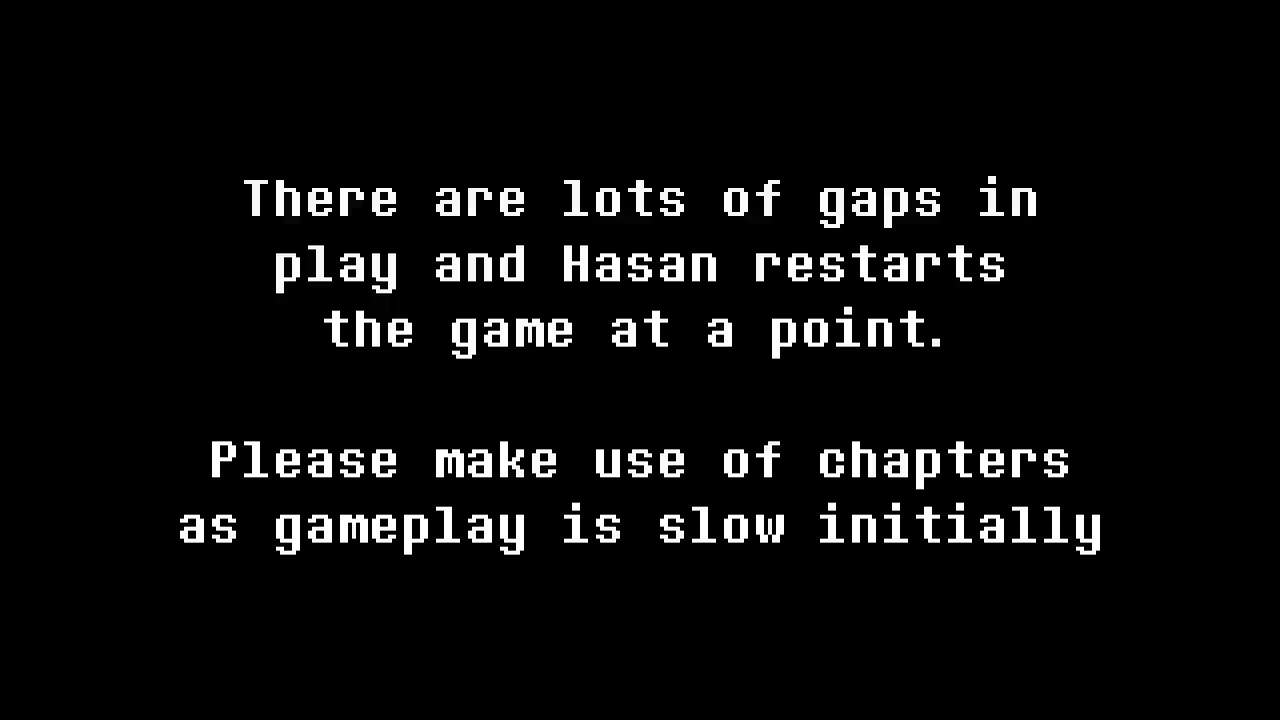 There are lots of gaps in
play and Hasan restarts
the game at a point.
Please make use of chapters
as gameplay is slow initially